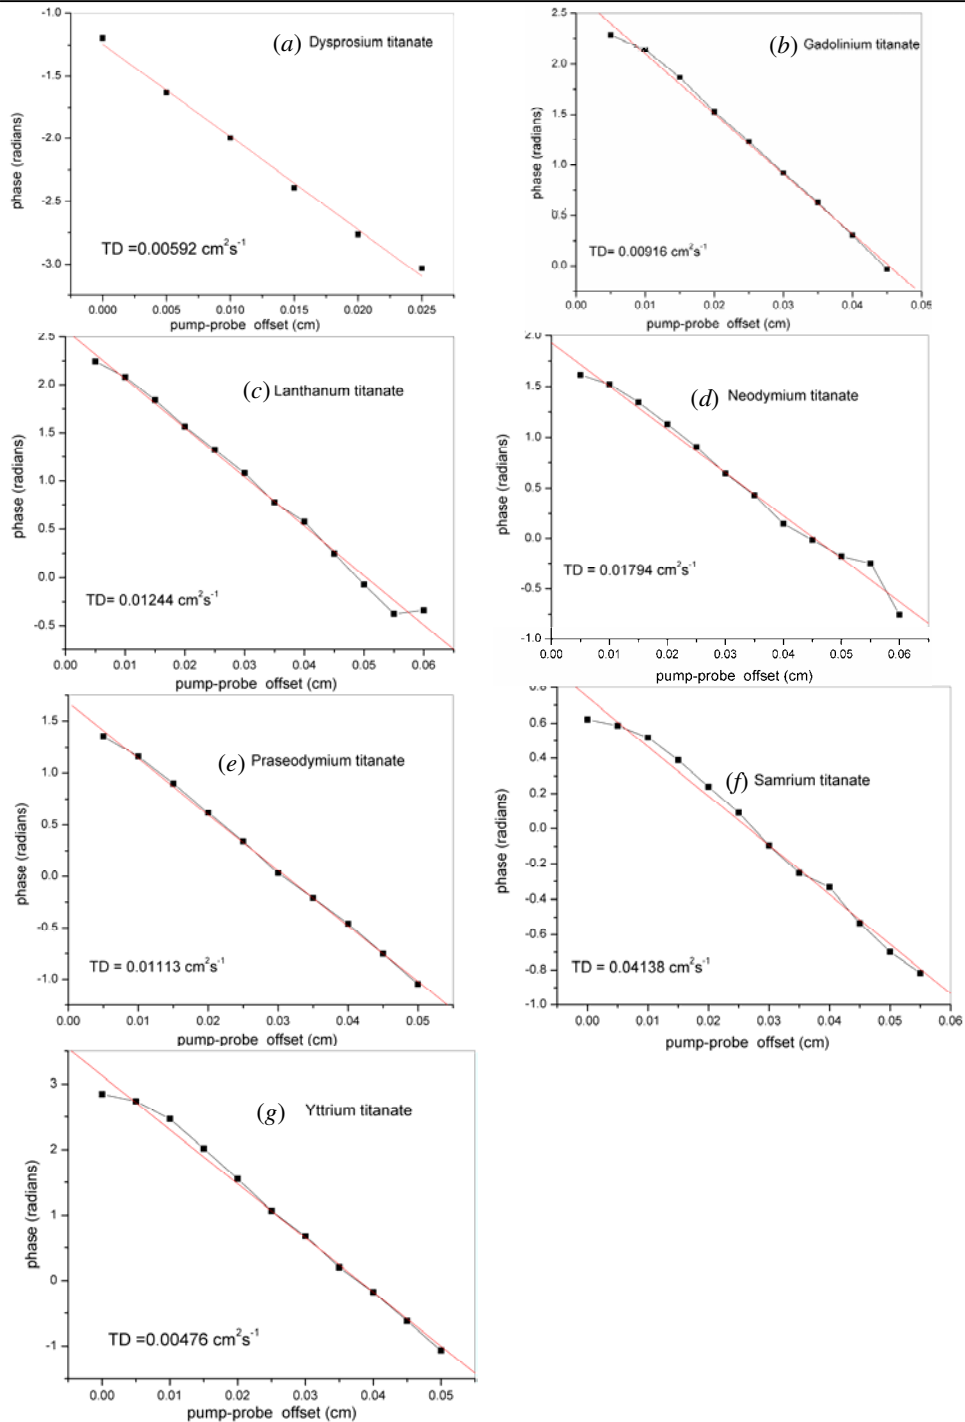 (a) Dysprosium titanate
phase (radians)
-1.0
-1.5
-2.0
-2.5
-3.0
TD =0.00592 cm²s⁻¹
0.000 0.005 0.010 0.015 0.020 0.025
pump-probe offset (cm)
(b) Gadolinium titanate
phase (radians)
2.5
2.0
1.5
1.0
0.5
0.0
TD= 0.00916 cm²s⁻¹
0.00 0.01 0.02 0.03 0.04 0.05
pump-probe offset (cm)
(c) Lanthanum titanate
phase (radians)
2.5
2.0
1.5
1.0
0.5
0.0
-0.5
TD= 0.01244 cm²s⁻¹
0.00 0.01 0.02 0.03 0.04 0.05 0.06
pump-probe offset (cm)
(d) Neodymium titanate
phase (radians)
2.0
1.5
1.0
0.5
0.0
-0.5
-1.0
TD = 0.01794 cm²s⁻¹
0.00 0.01 0.02 0.03 0.04 0.05 0.06
pump-probe offset (cm)
(e) Praseodymium titanate
phase (radians)
1.5
1.0
0.5
0.0
-0.5
-1.0
TD = 0.01113 cm²s⁻¹
0.00 0.01 0.02 0.03 0.04 0.05
pump-probe offset (cm)
(f) Samrium titanate
phase (radians)
0.8
0.6
0.4
0.2
0.0
-0.2
-0.4
-0.6
-0.8
-1.0
TD = 0.04138 cm²s⁻¹
0.00 0.01 0.02 0.03 0.04 0.05 0.06
pump-probe offset (cm)
(g) Yttrium titanate
phase (radians)
3
2
1
0
-1
TD =0.00476 cm²s⁻¹
0.00 0.01 0.02 0.03 0.04 0.05
pump-probe offset (cm)